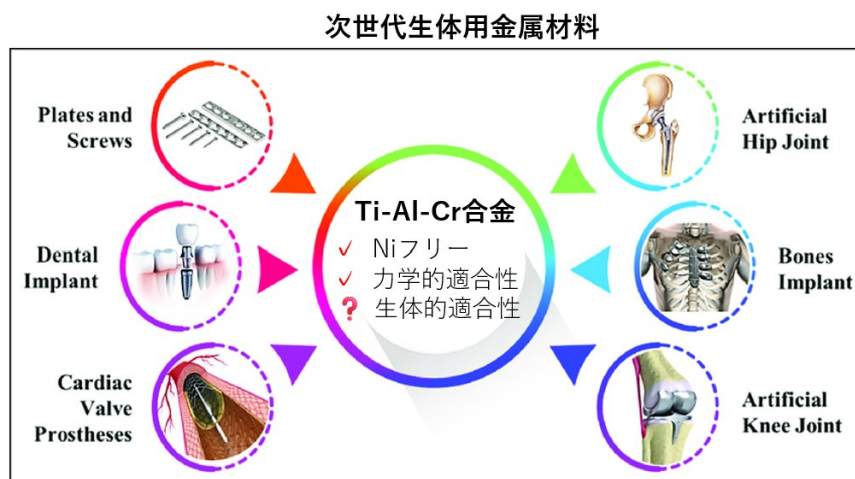 次世代生体用金属材料
Plates and
Screws
Dental
Implant
Cardiac
Valve
Prostheses
Ti-Al-Cr合金
✓ Niフリー
✓ 力学的適合性
? 生体的適合性
Artificial
Hip Joint
Bones
Implant
Artificial
Knee Joint